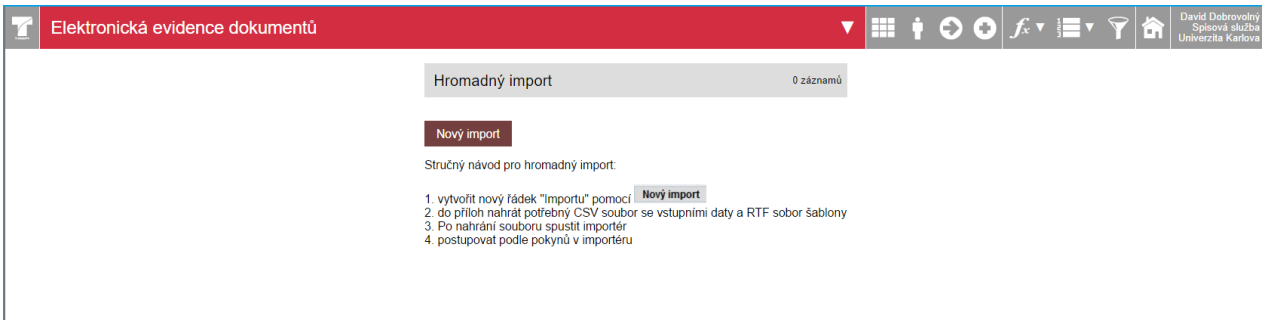 Elektronická evidence dokumentů
David Dobrovolný
Spisová služba
Univerzita Karlova
Hromadný import
0 záznamů
Nový import
Stručný návod pro hromadný import:
1. vytvořit nový řádek "Importu" pomocí Nový import
2. do příloh nahrát potřebný CSV soubor se vstupními daty a RTF sobor šablony
3. Po nahrání souboru spustit importér
4. postupovat podle pokynů v importéru